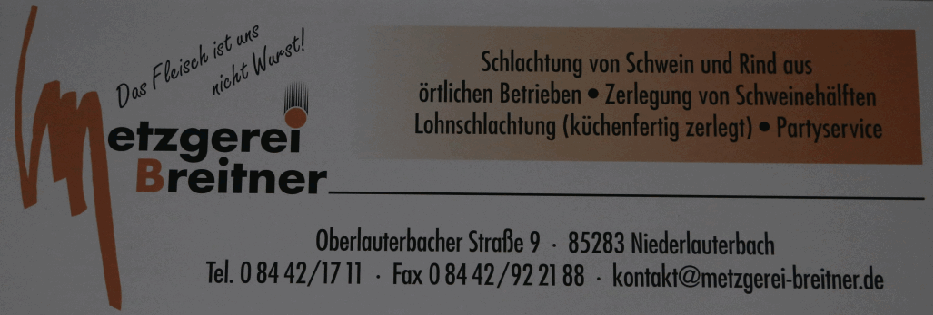 Das Fleisch ist uns
nicht Wurst!
Metzgerei
Breitner
Schlachtung von Schwein und Rind aus
örtlichen Betrieben • Zerlegung von Schweinehälften
Lohnschlachtung (küchenfertig zerlegt) • Partyservice
Oberlauterbacher Straße 9 - 85283 Niederlauterbach
Tel. 0 84 42/17 11 · Fax 0 84 42/92 21 88 - kontakt@metzgerei-breitner.de